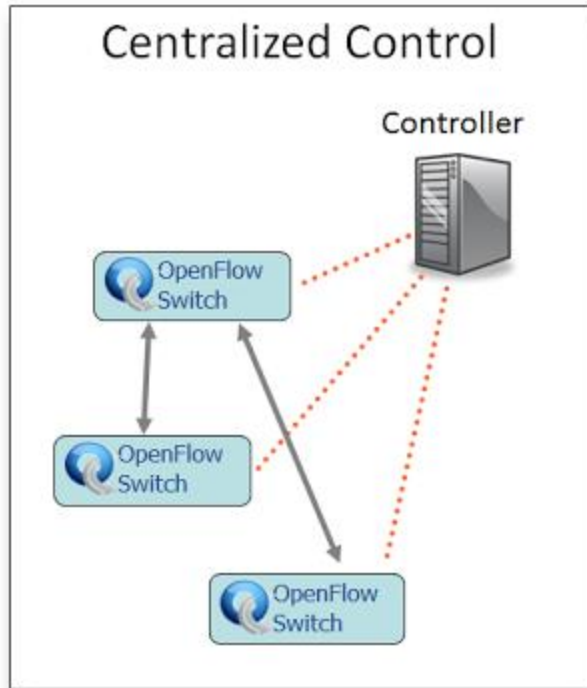 Centralized Control
Controller
OpenFlow
Switch
OpenFlow
Switch
OpenFlow
Switch